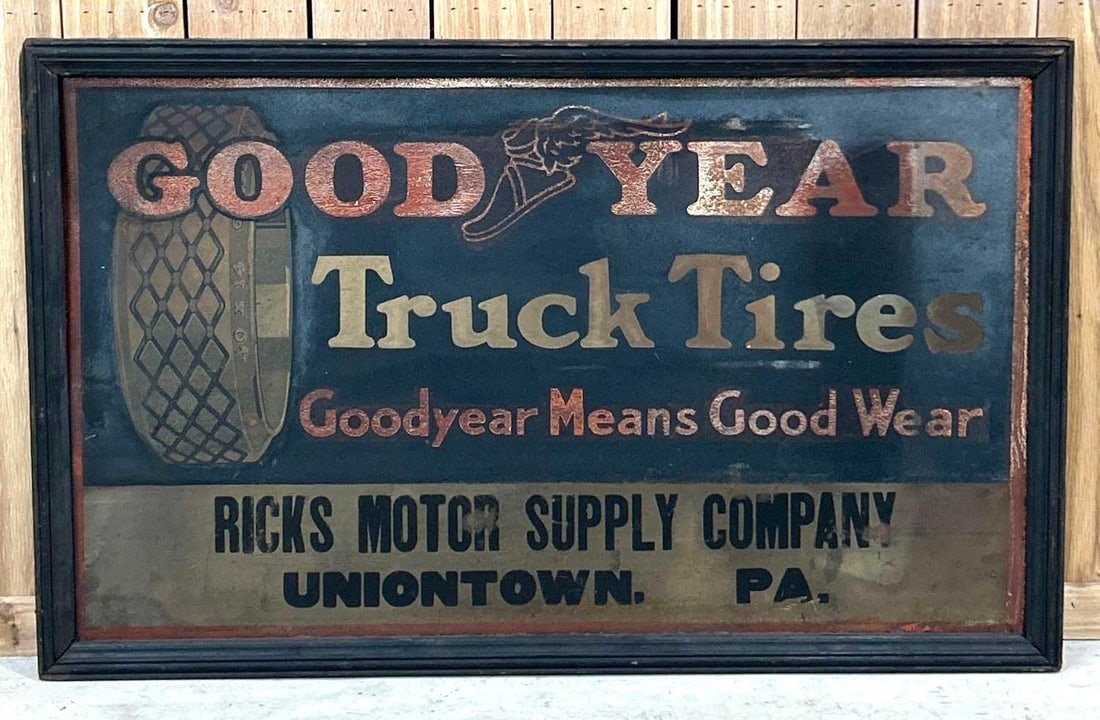 GOOD YEAR
Truck Tires
Goodyear Means Good Wear
RICKS MOTOR SUPPLY COMPANY
UNIONTOWN. PA.